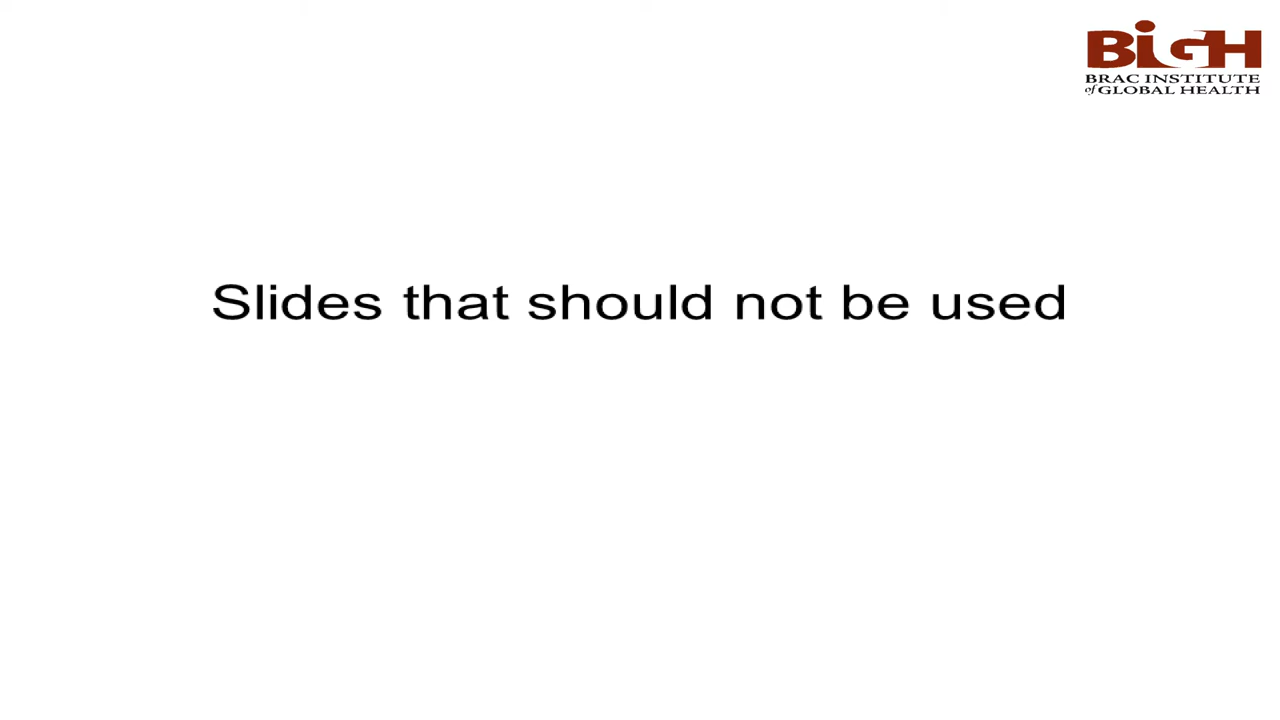 BIGH
BRAC INSTITUTE
of GLOBAL HEALTH
Slides that should not be used